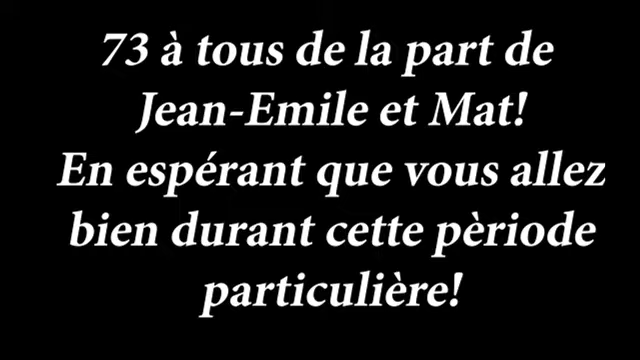 73 à tous de la part de
Jean-Emile et Mat!
En espérant que vous allez
bien durant cette pèriode
particulière!